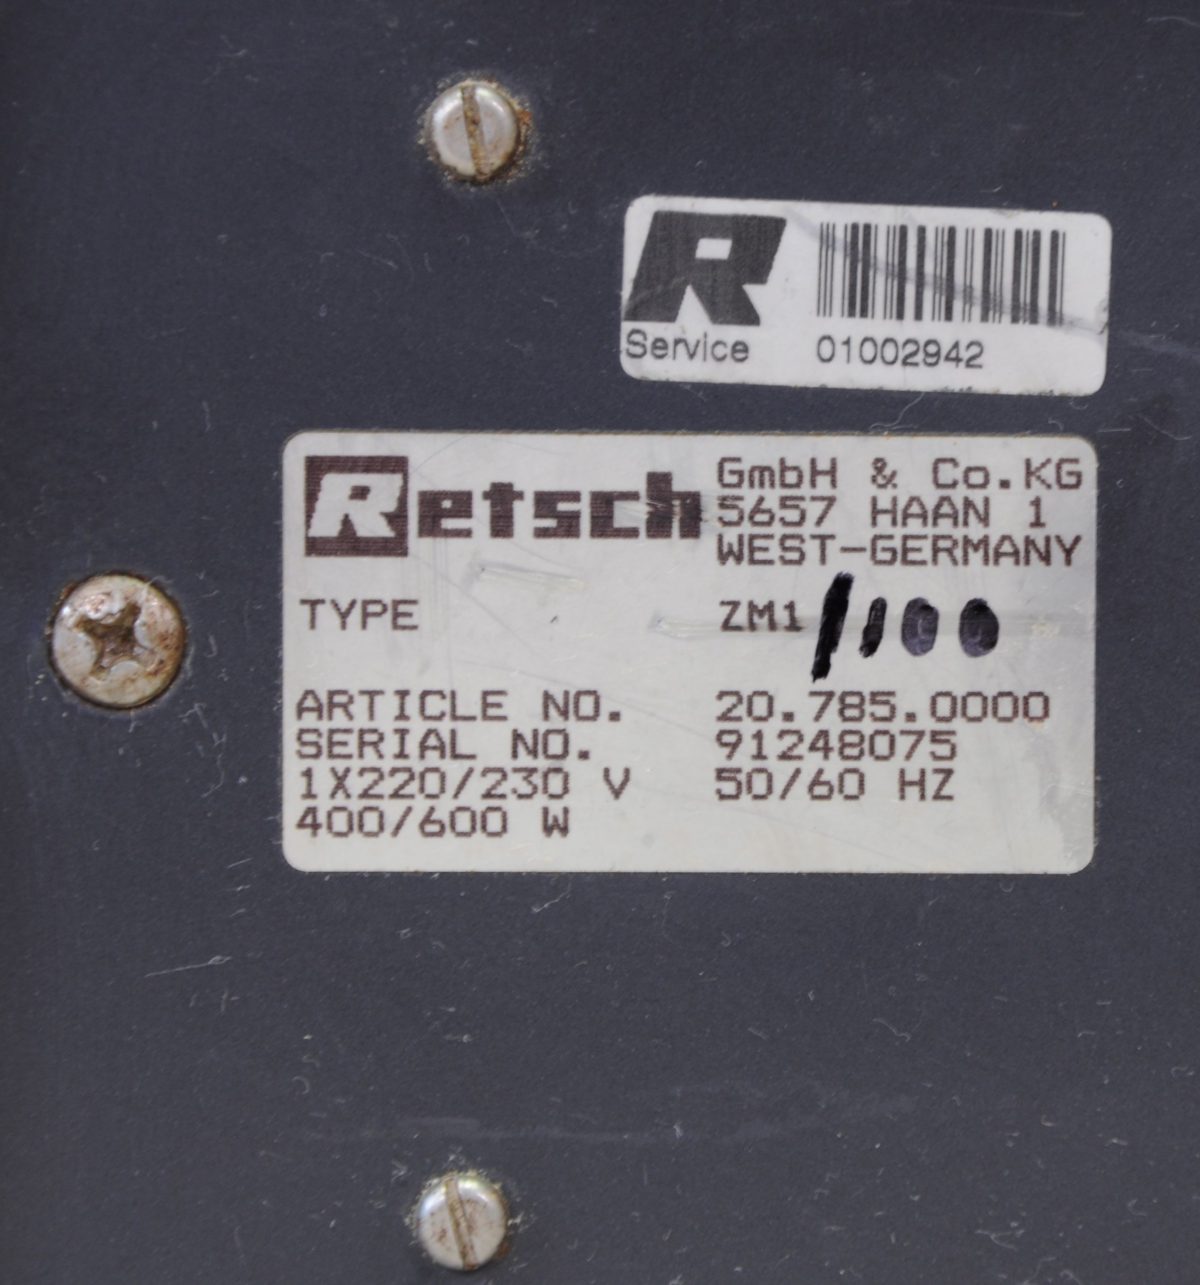 R
Service 01002942
Retsch GmbH & Co.KG
5657 HAAN 1
WEST-GERMANY
TYPE ZM1/100
ARTICLE NO. 20.785.0000
SERIAL NO. 91248075
1X220/230 V 50/60 HZ
400/600 W